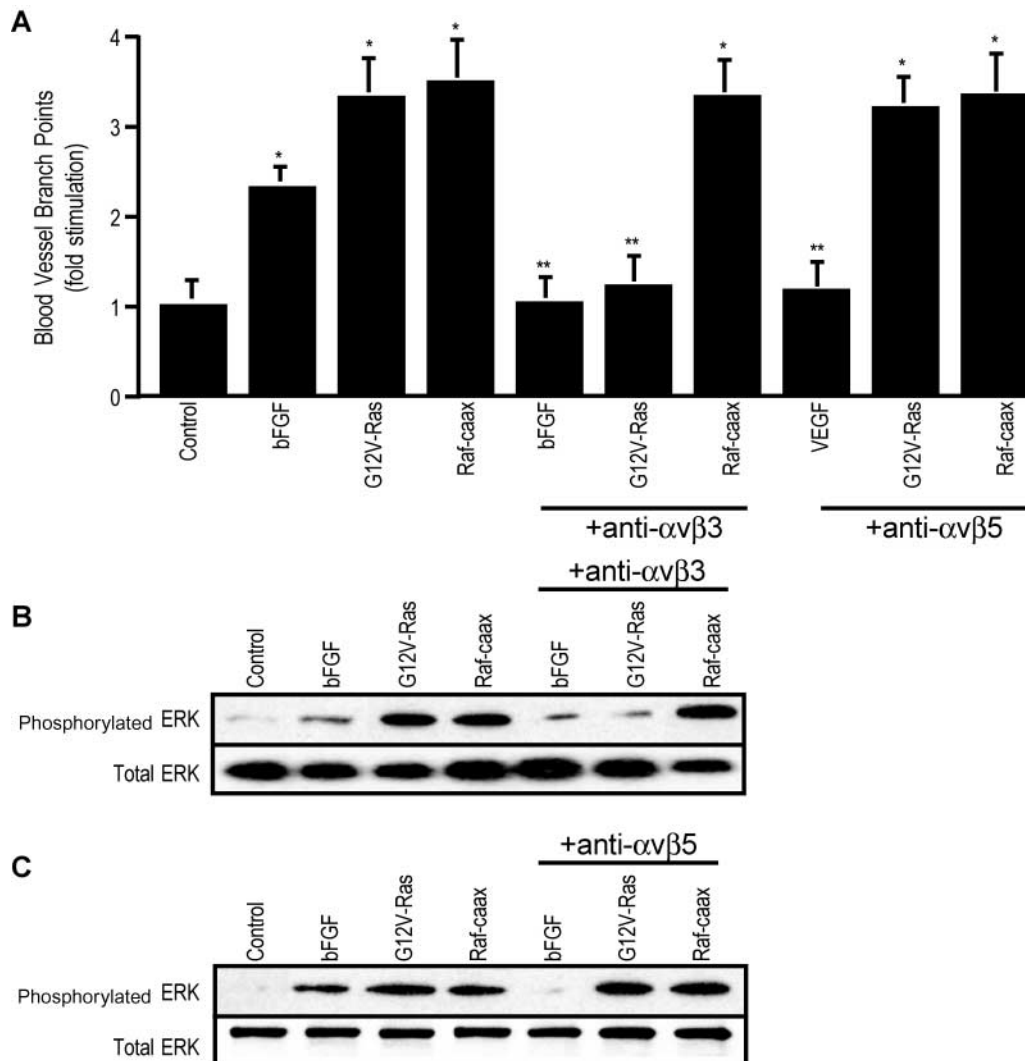 A
Blood Vessel Branch Points
(fold stimulation)
4
3
2
1
0
*
*
*
**
**
*
**
*
*
Control
bFGF
G12V-Ras
Raf-caax
bFGF
G12V-Ras
Raf-caax
VEGF
G12V-Ras
Raf-caax
+anti-αvβ3
+anti-αvβ5
B
+anti-αvβ3
Control
bFGF
G12V-Ras
Raf-caax
bFGF
G12V-Ras
Raf-caax
Phosphorylated ERK
Total ERK
C
+anti-αvβ5
Control
bFGF
G12V-Ras
Raf-caax
bFGF
G12V-Ras
Raf-caax
Phosphorylated ERK
Total ERK